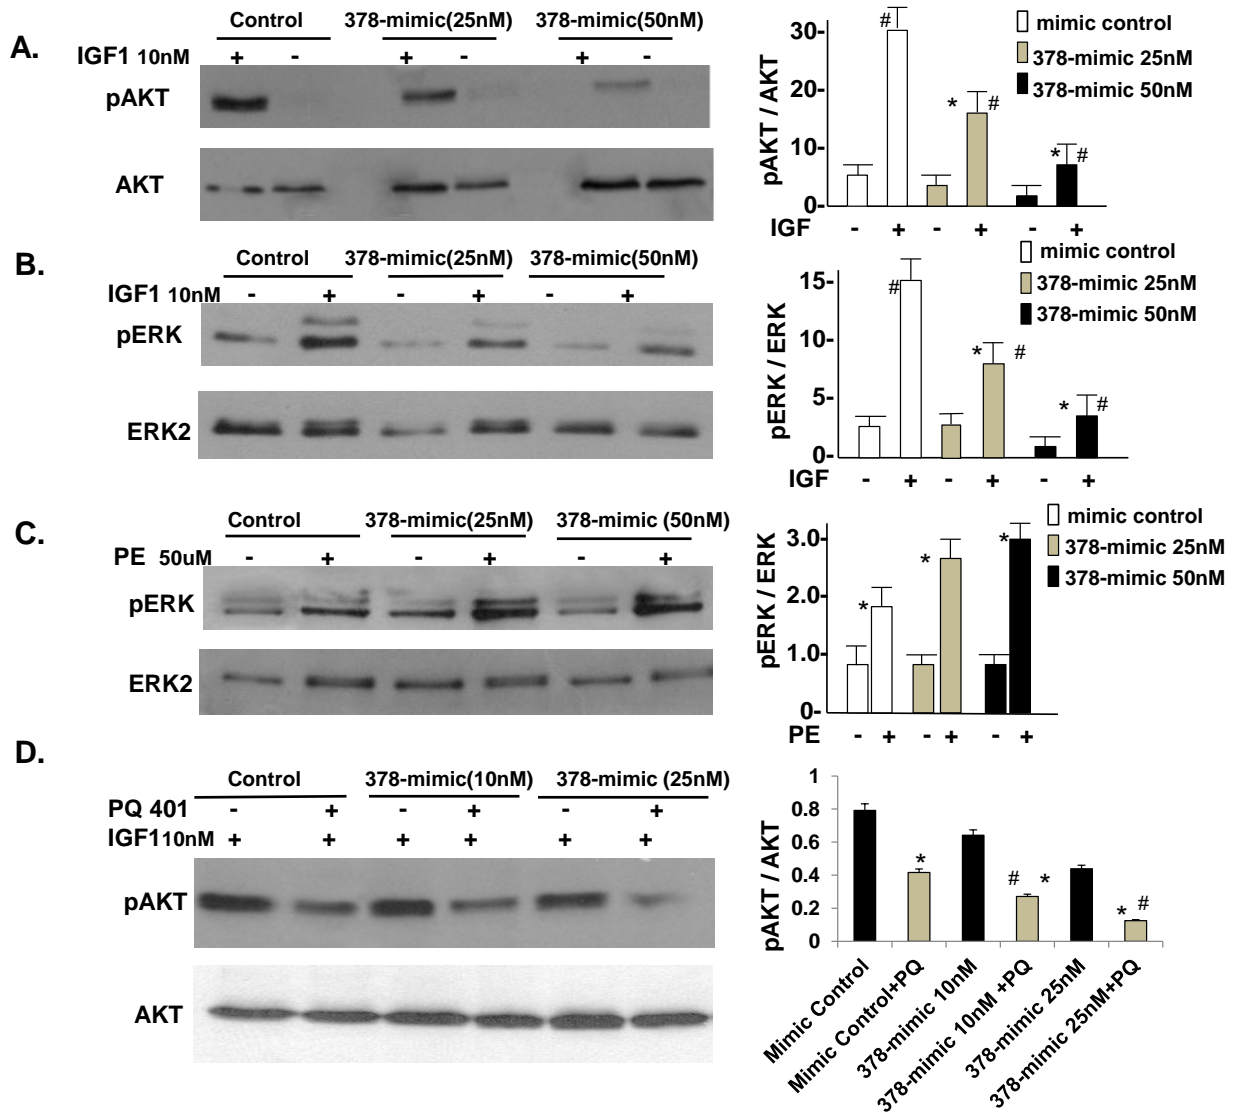 A.
Control 378-mimic(25nM) 378-mimic(50nM)
IGF1 10nM + - + - + -
pAKT
AKT
pAKT / AKT
30-
20-
10-
0-
IGF - + - + - +
# * # * #
mimic control
378-mimic 25nM
378-mimic 50nM
B.
Control 378-mimic(25nM) 378-mimic(50nM)
IGF1 10nM - + - + - +
pERK
ERK2
pERK / ERK
15-
10-
5-
0-
IGF - + - + - +
# * # * #
mimic control
378-mimic 25nM
378-mimic 50nM
C.
Control 378-mimic(25nM) 378-mimic (50nM)
PE 50uM - + - + - +
pERK
ERK2
pERK / ERK
3.0-
2.0-
1.0-
0-
PE - + - + - +
* * *
mimic control
378-mimic 25nM
378-mimic 50nM
D.
Control 378-mimic(10nM) 378-mimic (25nM)
PQ 401 - + - + - +
IGF110nM + + + + + +
pAKT
AKT
pAKT / AKT
1
0.8
0.6
0.4
0.2
0
* # * * #
Mimic Control
Mimic Control+PQ
378-mimic 10nM
378-mimic 10nM +PQ
378-mimic 25nM
378-mimic 25nM+PQ